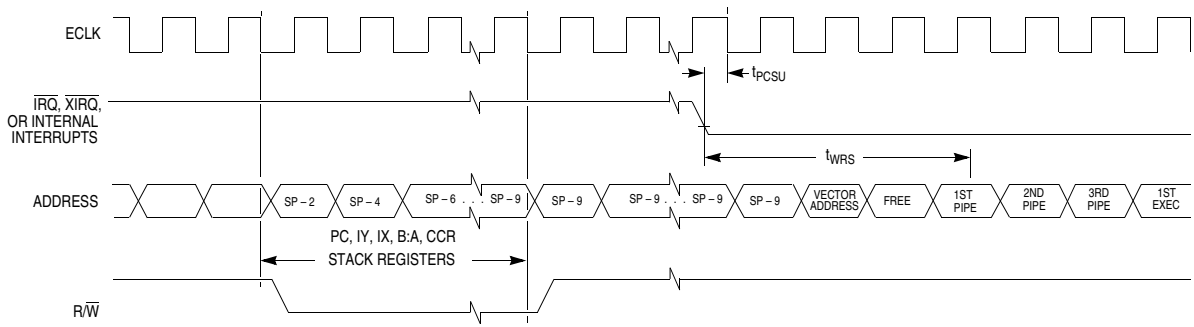 ECLK
t_PCSU
IRQ, XIRQ,
OR INTERNAL
INTERRUPTS
t_WRS
ADDRESS
SP – 2
SP – 4
SP – 6 . . . SP – 9
SP – 9
SP – 9 . . . SP – 9
SP – 9
VECTOR
ADDRESS
FREE
1ST
PIPE
2ND
PIPE
3RD
PIPE
1ST
EXEC
PC, IY, IX, B:A, CCR
STACK REGISTERS
R/W